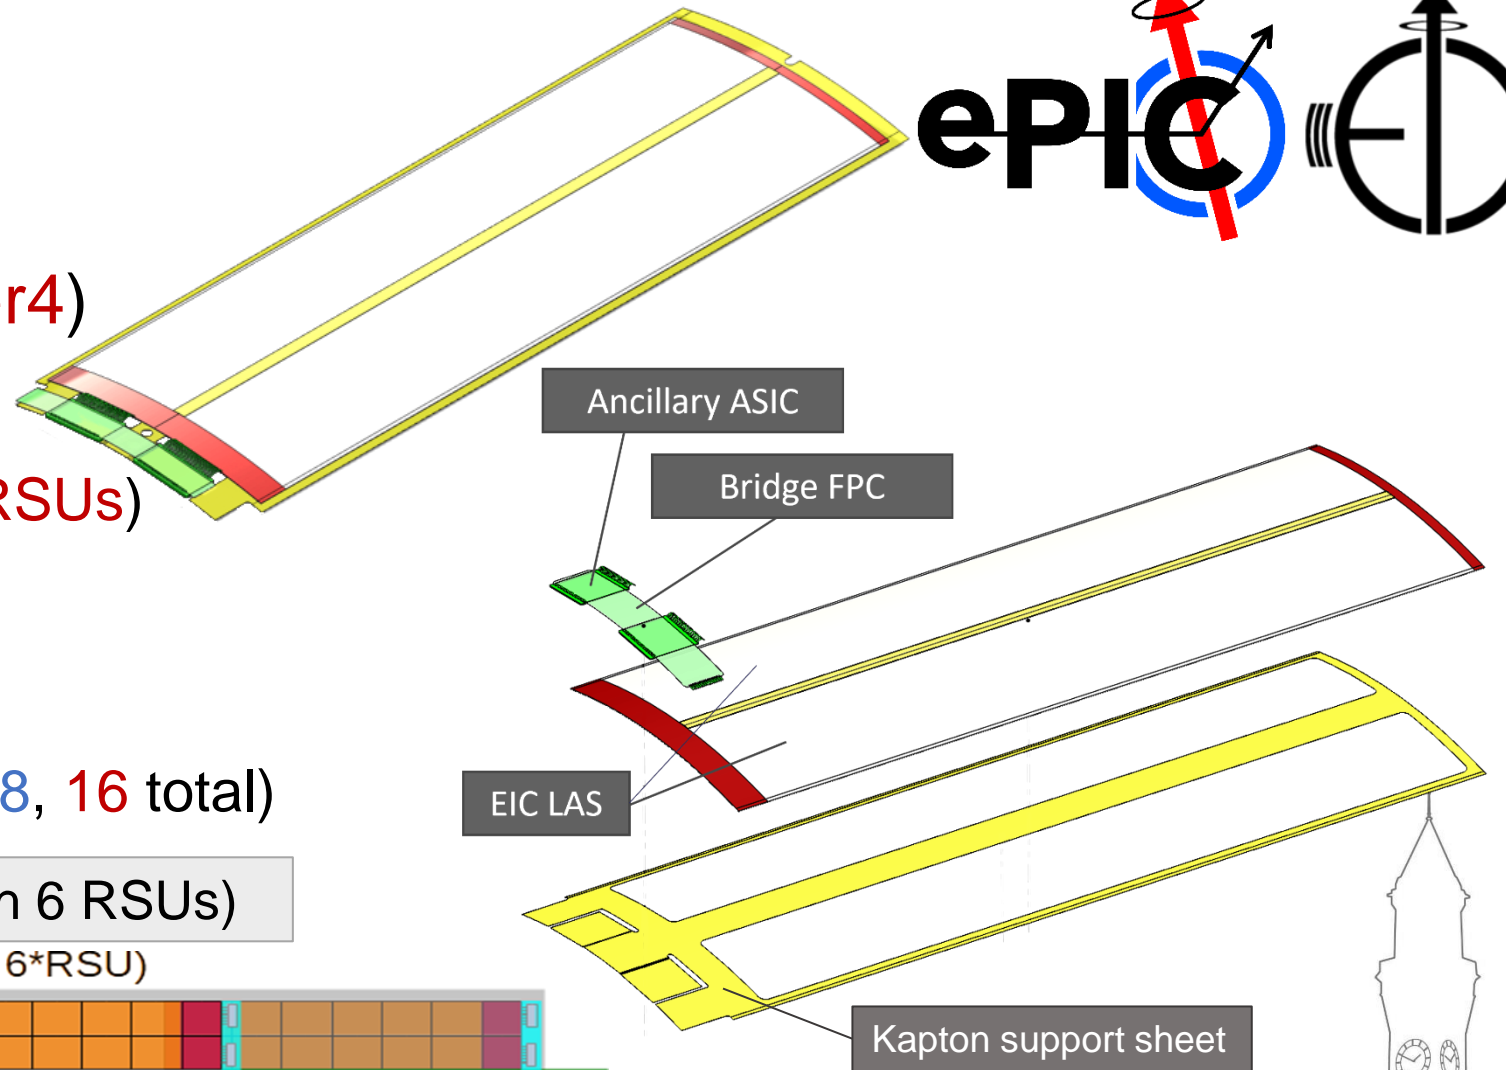 ePIC
r4)
Ancillary ASIC
Bridge FPC
RSUs)
EIC LAS
8, 16 total)
n 6 RSUs)
6*RSU)
Kapton support sheet